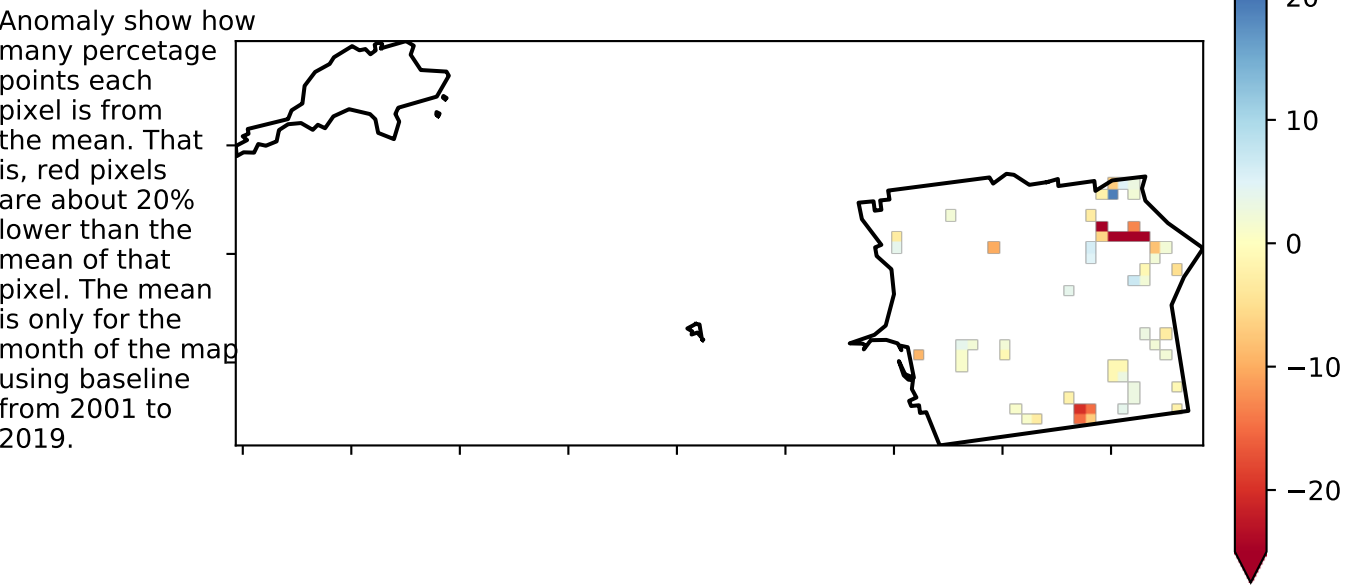 Anomaly show how
many percetage
points each
pixel is from
the mean. That
is, red pixels
are about 20%
lower than the
mean of that
pixel. The mean
is only for the
month of the map
using baseline
from 2001 to
2019.
20
10
0
−10
−20